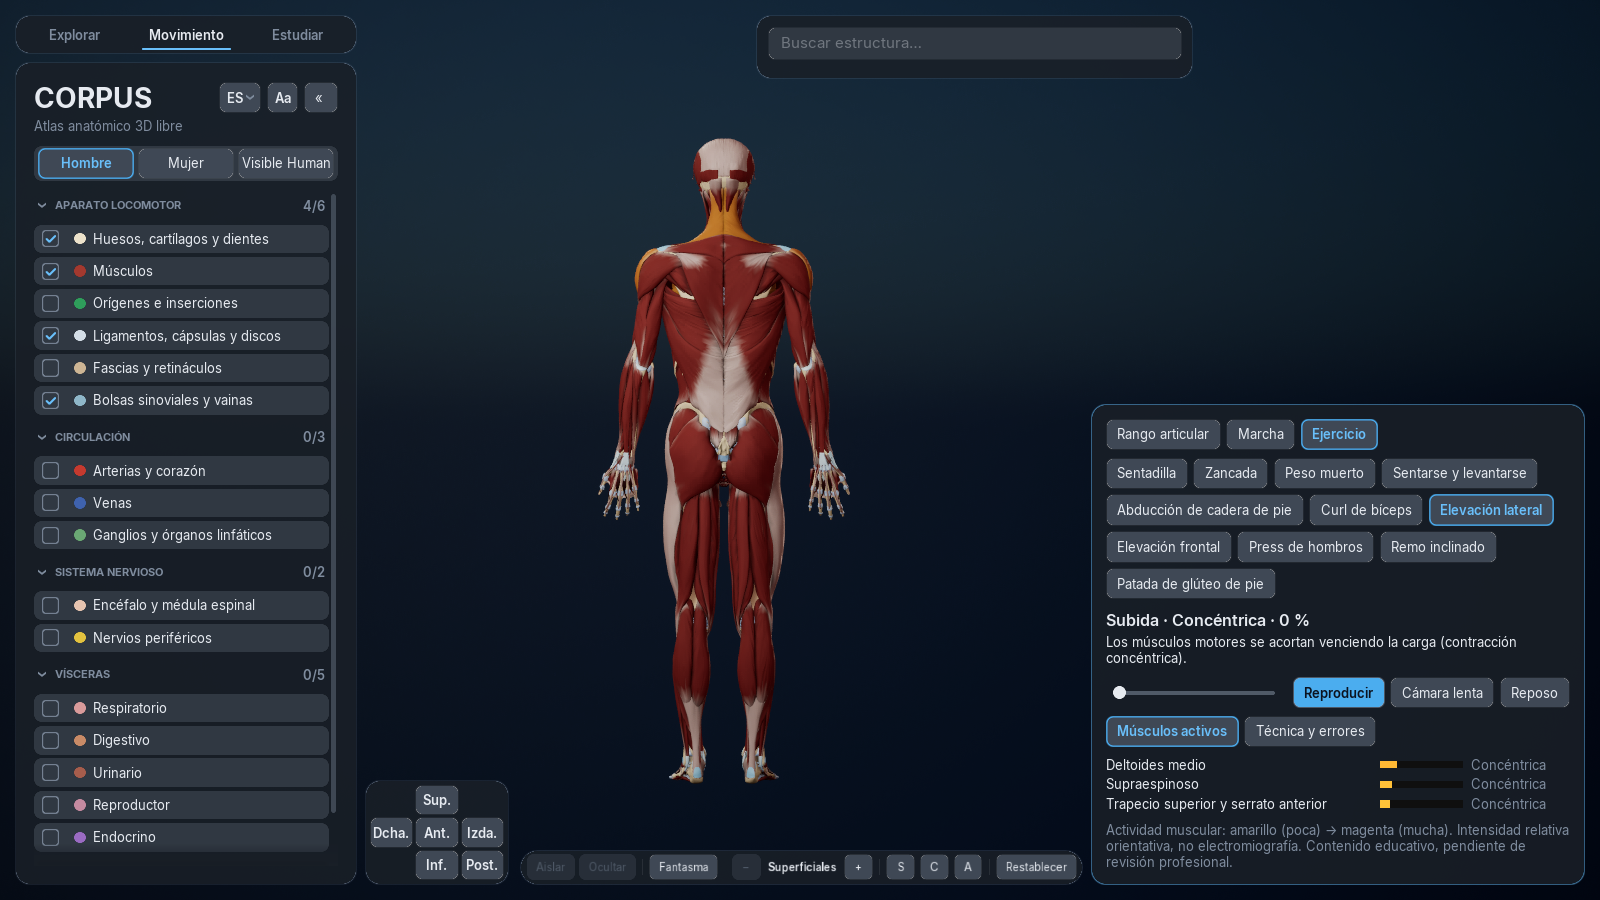 Explorar Movimiento Estudiar
Buscar estructura...
CORPUS ES Aa «
Atlas anatómico 3D libre
Hombre Mujer Visible Human
APARATO LOCOMOTOR 4/6
Huesos, cartílagos y dientes
Músculos
Orígenes e inserciones
Ligamentos, cápsulas y discos
Fascias y retináculos
Bolsas sinoviales y vainas
CIRCULACIÓN 0/3
Arterias y corazón
Venas
Ganglios y órganos linfáticos
SISTEMA NERVIOSO 0/2
Encéfalo y médula espinal
Nervios periféricos
VÍSCERAS 0/5
Respiratorio
Digestivo
Urinario
Reproductor
Endocrino
Sup.
Dcha. Ant. Izda.
Inf. Post.
Aislar Ocultar Fantasma − Superficiales + S C A Restablecer
Rango articular Marcha Ejercicio
Sentadilla Zancada Peso muerto Sentarse y levantarse
Abducción de cadera de pie Curl de bíceps Elevación lateral
Elevación frontal Press de hombros Remo inclinado
Patada de glúteo de pie
Subida · Concéntrica · 0 %
Los músculos motores se acortan venciendo la carga (contracción
concéntrica).
Reproducir Cámara lenta Reposo
Músculos activos Técnica y errores
Deltoides medio Concéntrica
Supraespinoso Concéntrica
Trapecio superior y serrato anterior Concéntrica
Actividad muscular: amarillo (poca) → magenta (mucha). Intensidad relativa
orientativa, no electromiografía. Contenido educativo, pendiente de
revisión profesional.